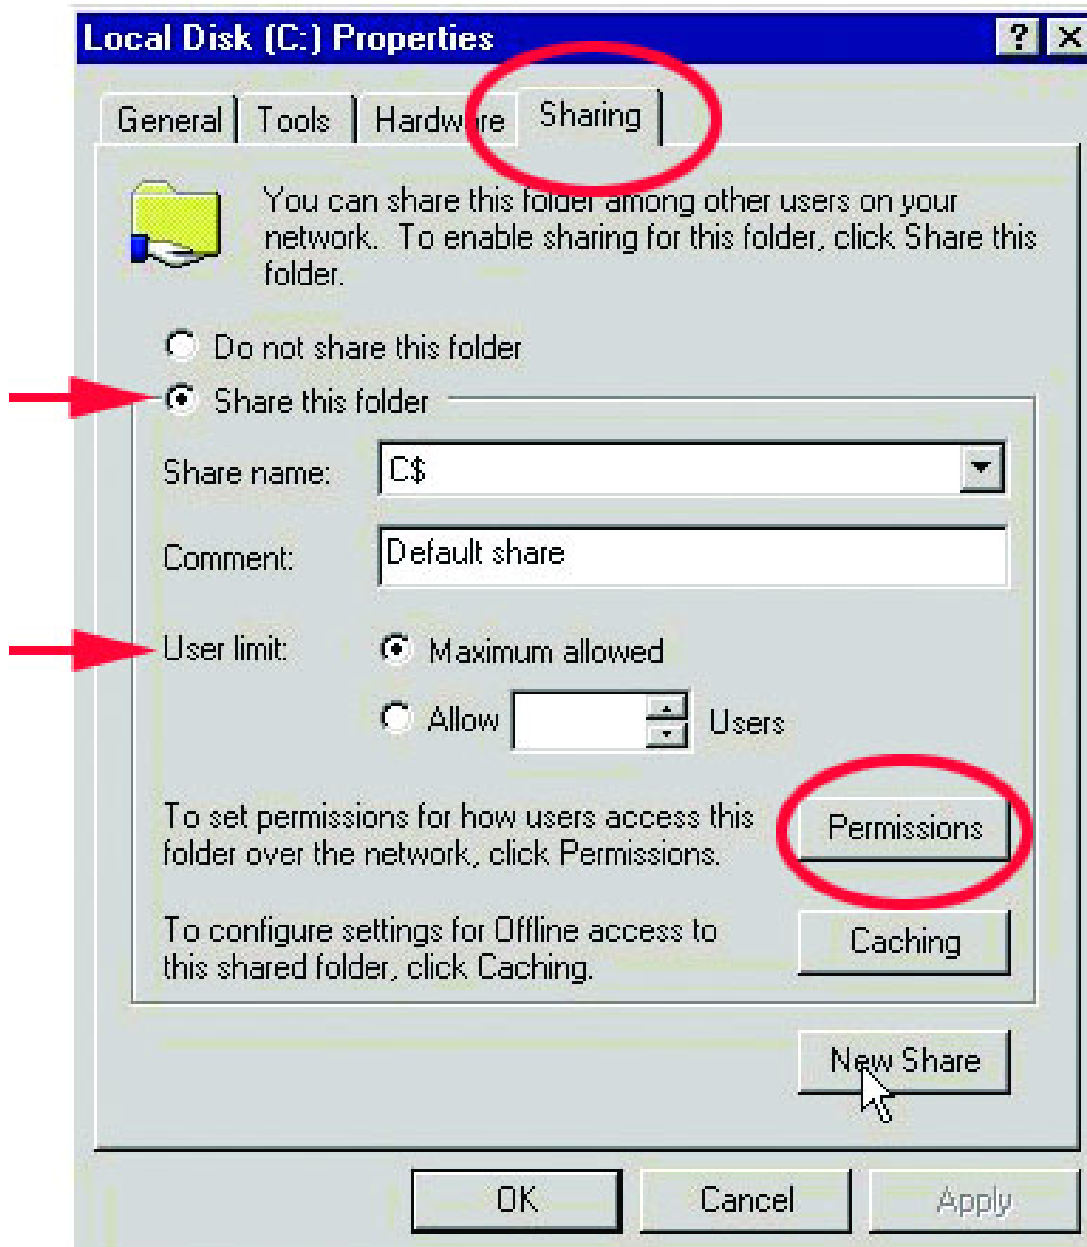 Local Disk (C:) Properties
General Tools Hardware Sharing
You can share this folder among other users on your
network. To enable sharing for this folder, click Share this
folder.
Do not share this folder
Share this folder
Share name: C$
Comment: Default share
User limit: Maximum allowed
Allow Users
To set permissions for how users access this
folder over the network, click Permissions.
Permissions
To configure settings for Offline access to
this shared folder, click Caching.
Caching
New Share
OK Cancel Apply